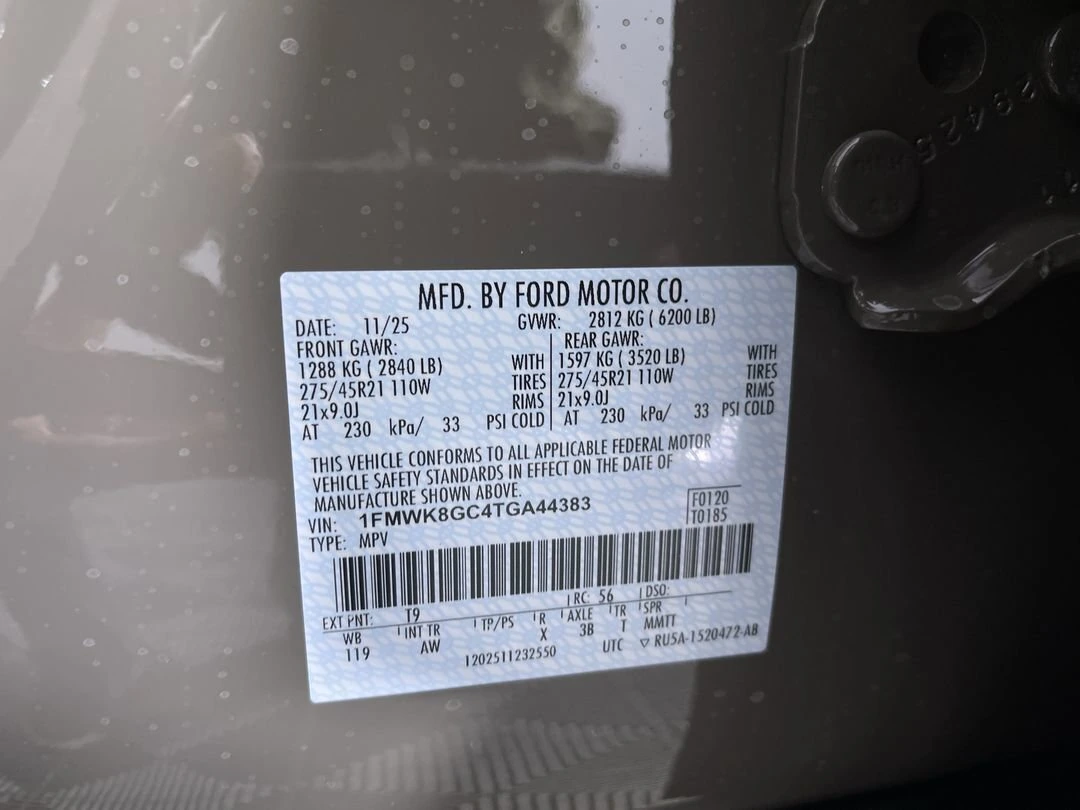 29425
MFD. BY FORD MOTOR CO.
DATE: 11/25 GVWR: 2812 KG ( 6200 LB)
FRONT GAWR: REAR GAWR:
1288 KG ( 2840 LB) WITH 1597 KG ( 3520 LB) WITH
275/45R21 110W TIRES 275/45R21 110W TIRES
21x9.0J RIMS 21x9.0J RIMS
AT 230 kPa/ 33 PSI COLD AT 230 kPa/ 33 PSI COLD
THIS VEHICLE CONFORMS TO ALL APPLICABLE FEDERAL MOTOR
VEHICLE SAFETY STANDARDS IN EFFECT ON THE DATE OF
MANUFACTURE SHOWN ABOVE.
VIN: 1FMWK8GC4TGA44383 F0120
TYPE: MPV T0185
EXT PNT: T9 RC: 56 DSO:
WB INT TR TP/PS R AXLE TR SPR
119 AW X 3B T MMTT
1202511232550 UTC ▽ RU5A-1520472-AB